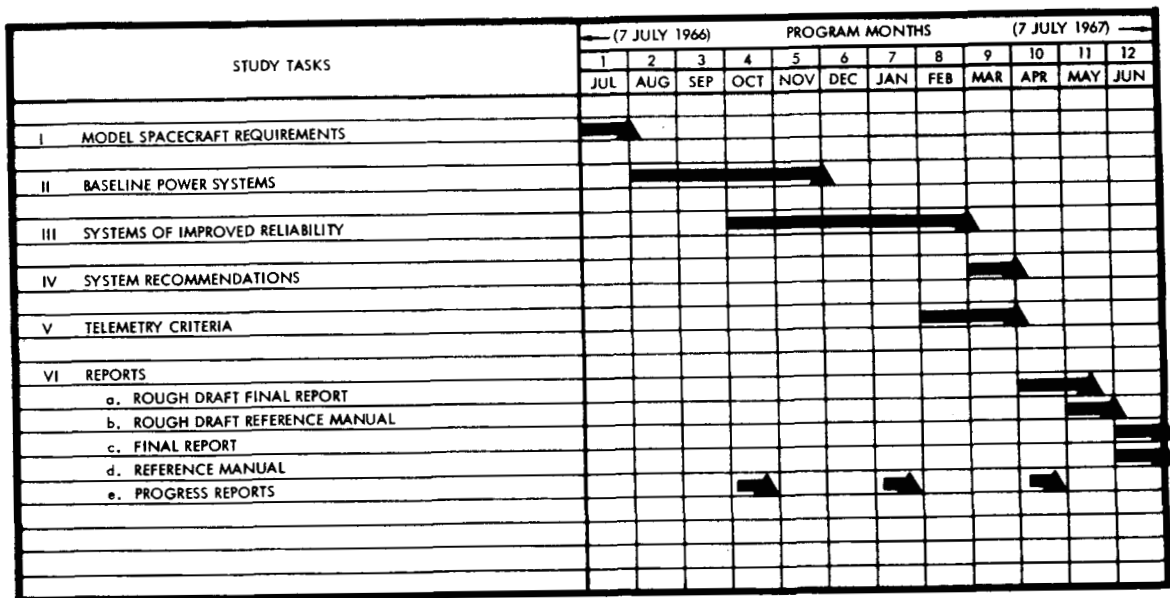 STUDY TASKS
(7 JULY 1966) PROGRAM MONTHS (7 JULY 1967)
1 2 3 4 5 6 7 8 9 10 11 12
JUL AUG SEP OCT NOV DEC JAN FEB MAR APR MAY JUN
I MODEL SPACECRAFT REQUIREMENTS
II BASELINE POWER SYSTEMS
III SYSTEMS OF IMPROVED RELIABILITY
IV SYSTEM RECOMMENDATIONS
V TELEMETRY CRITERIA
VI REPORTS
a. ROUGH DRAFT FINAL REPORT
b. ROUGH DRAFT REFERENCE MANUAL
c. FINAL REPORT
d. REFERENCE MANUAL
e. PROGRESS REPORTS